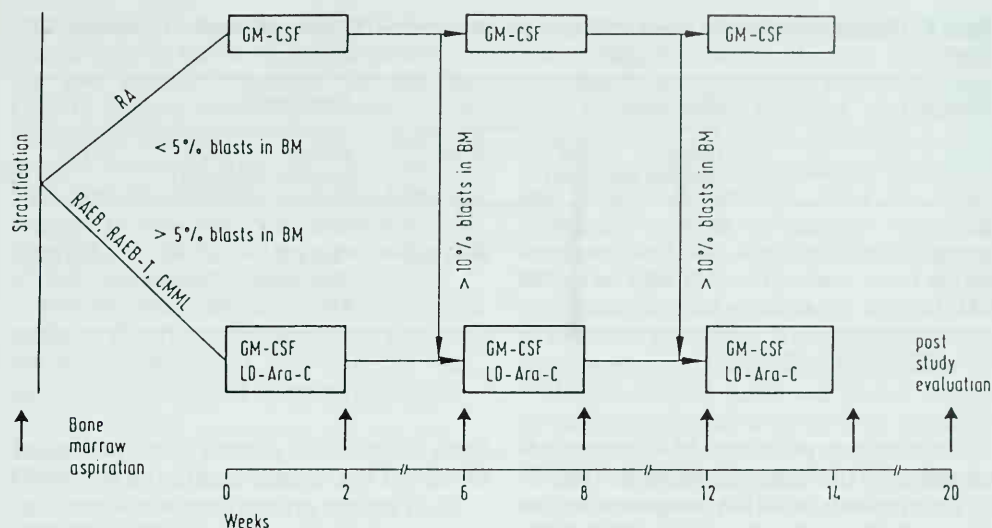 GM-CSF
GM-CSF
GM-CSF
Stratification
RA
< 5% blasts in BM
> 10% blasts in BM
> 10% blasts in BM
RAEB, RAEB-T, CMML
> 5% blasts in BM
GM-CSF
LD-Ara-C
GM-CSF
LD-Ara-C
GM-CSF
LD-Ara-C
post
study
evaluation
Bone
marraw
aspiration
0 2 6 8 12 14 20
Weeks